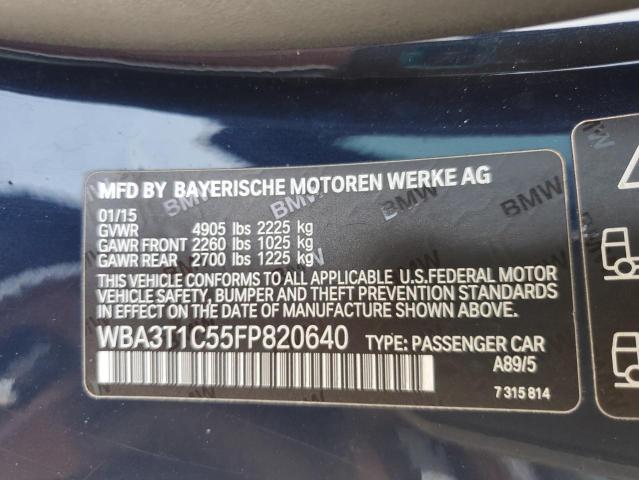 MFD BY BAYERISCHE MOTOREN WERKE AG
01/15
GVWR 4905 lbs 2225 kg
GAWR FRONT 2260 lbs 1025 kg
GAWR REAR 2700 lbs 1225 kg
THIS VEHICLE CONFORMS TO ALL APPLICABLE U.S.FEDERAL MOTOR
VEHICLE SAFETY, BUMPER AND THEFT PREVENTION STANDARDS
IN EFFECT ON THE DATE OF MANUFACTURE SHOWN ABOVE.
WBA3T1C55FP820640 TYPE: PASSENGER CAR
A89/5
7 315 814
BMW
BMW
BMW